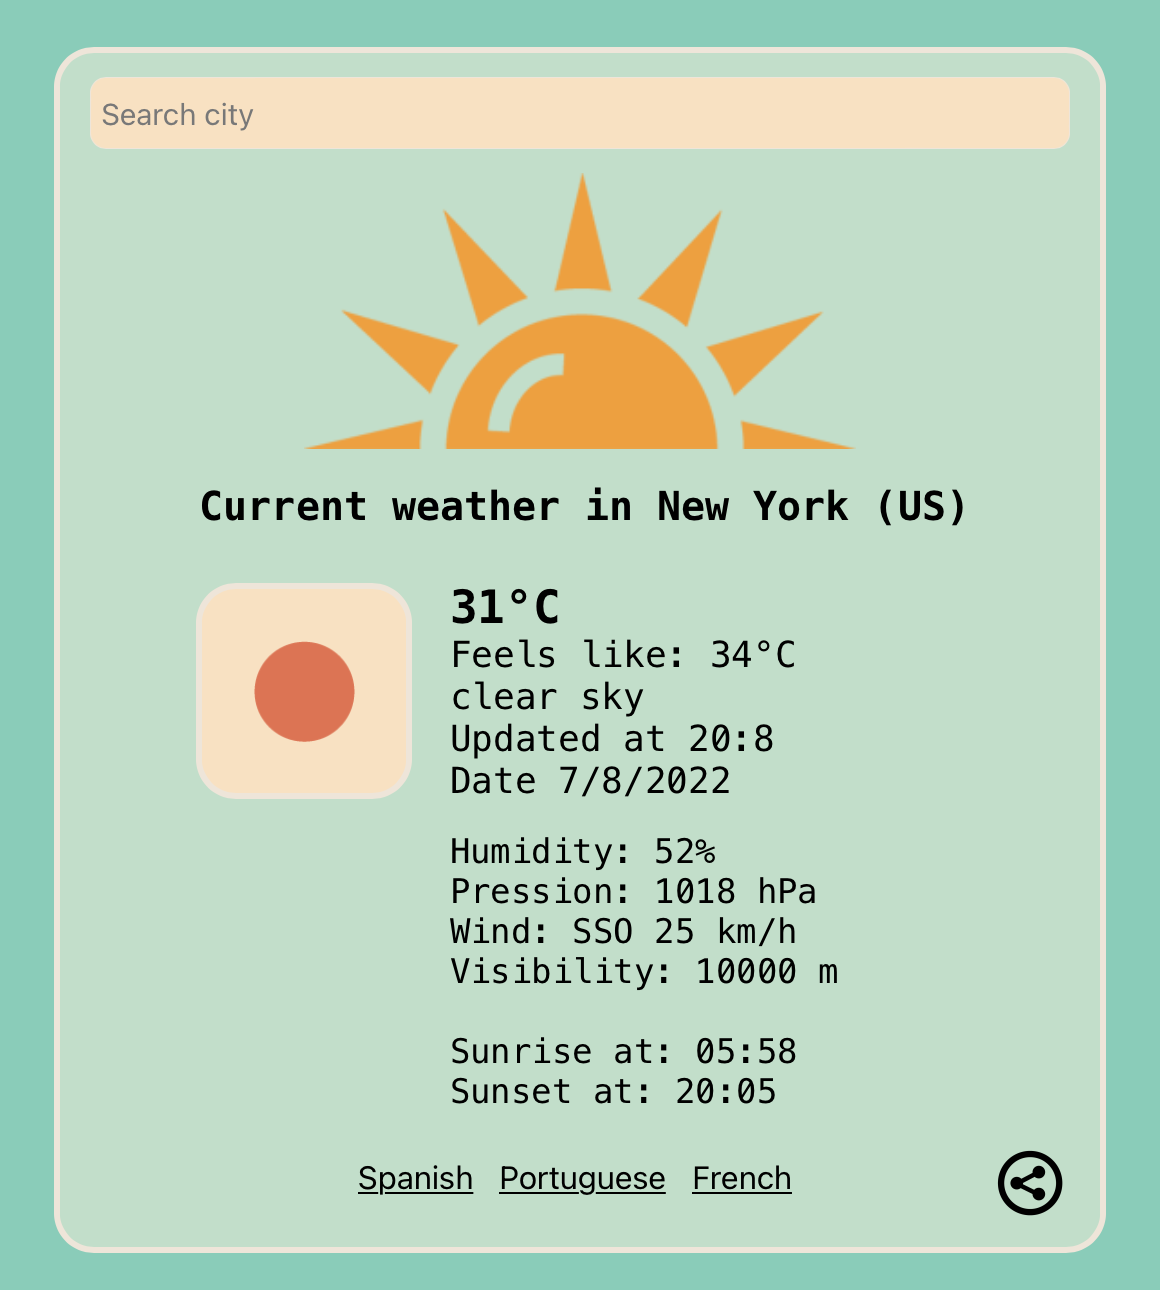 Search city
Current weather in New York (US)
31°C
Feels like: 34°C
clear sky
Updated at 20:8
Date 7/8/2022
Humidity: 52%
Pression: 1018 hPa
Wind: SSO 25 km/h
Visibility: 10000 m
Sunrise at: 05:58
Sunset at: 20:05
Spanish Portuguese French